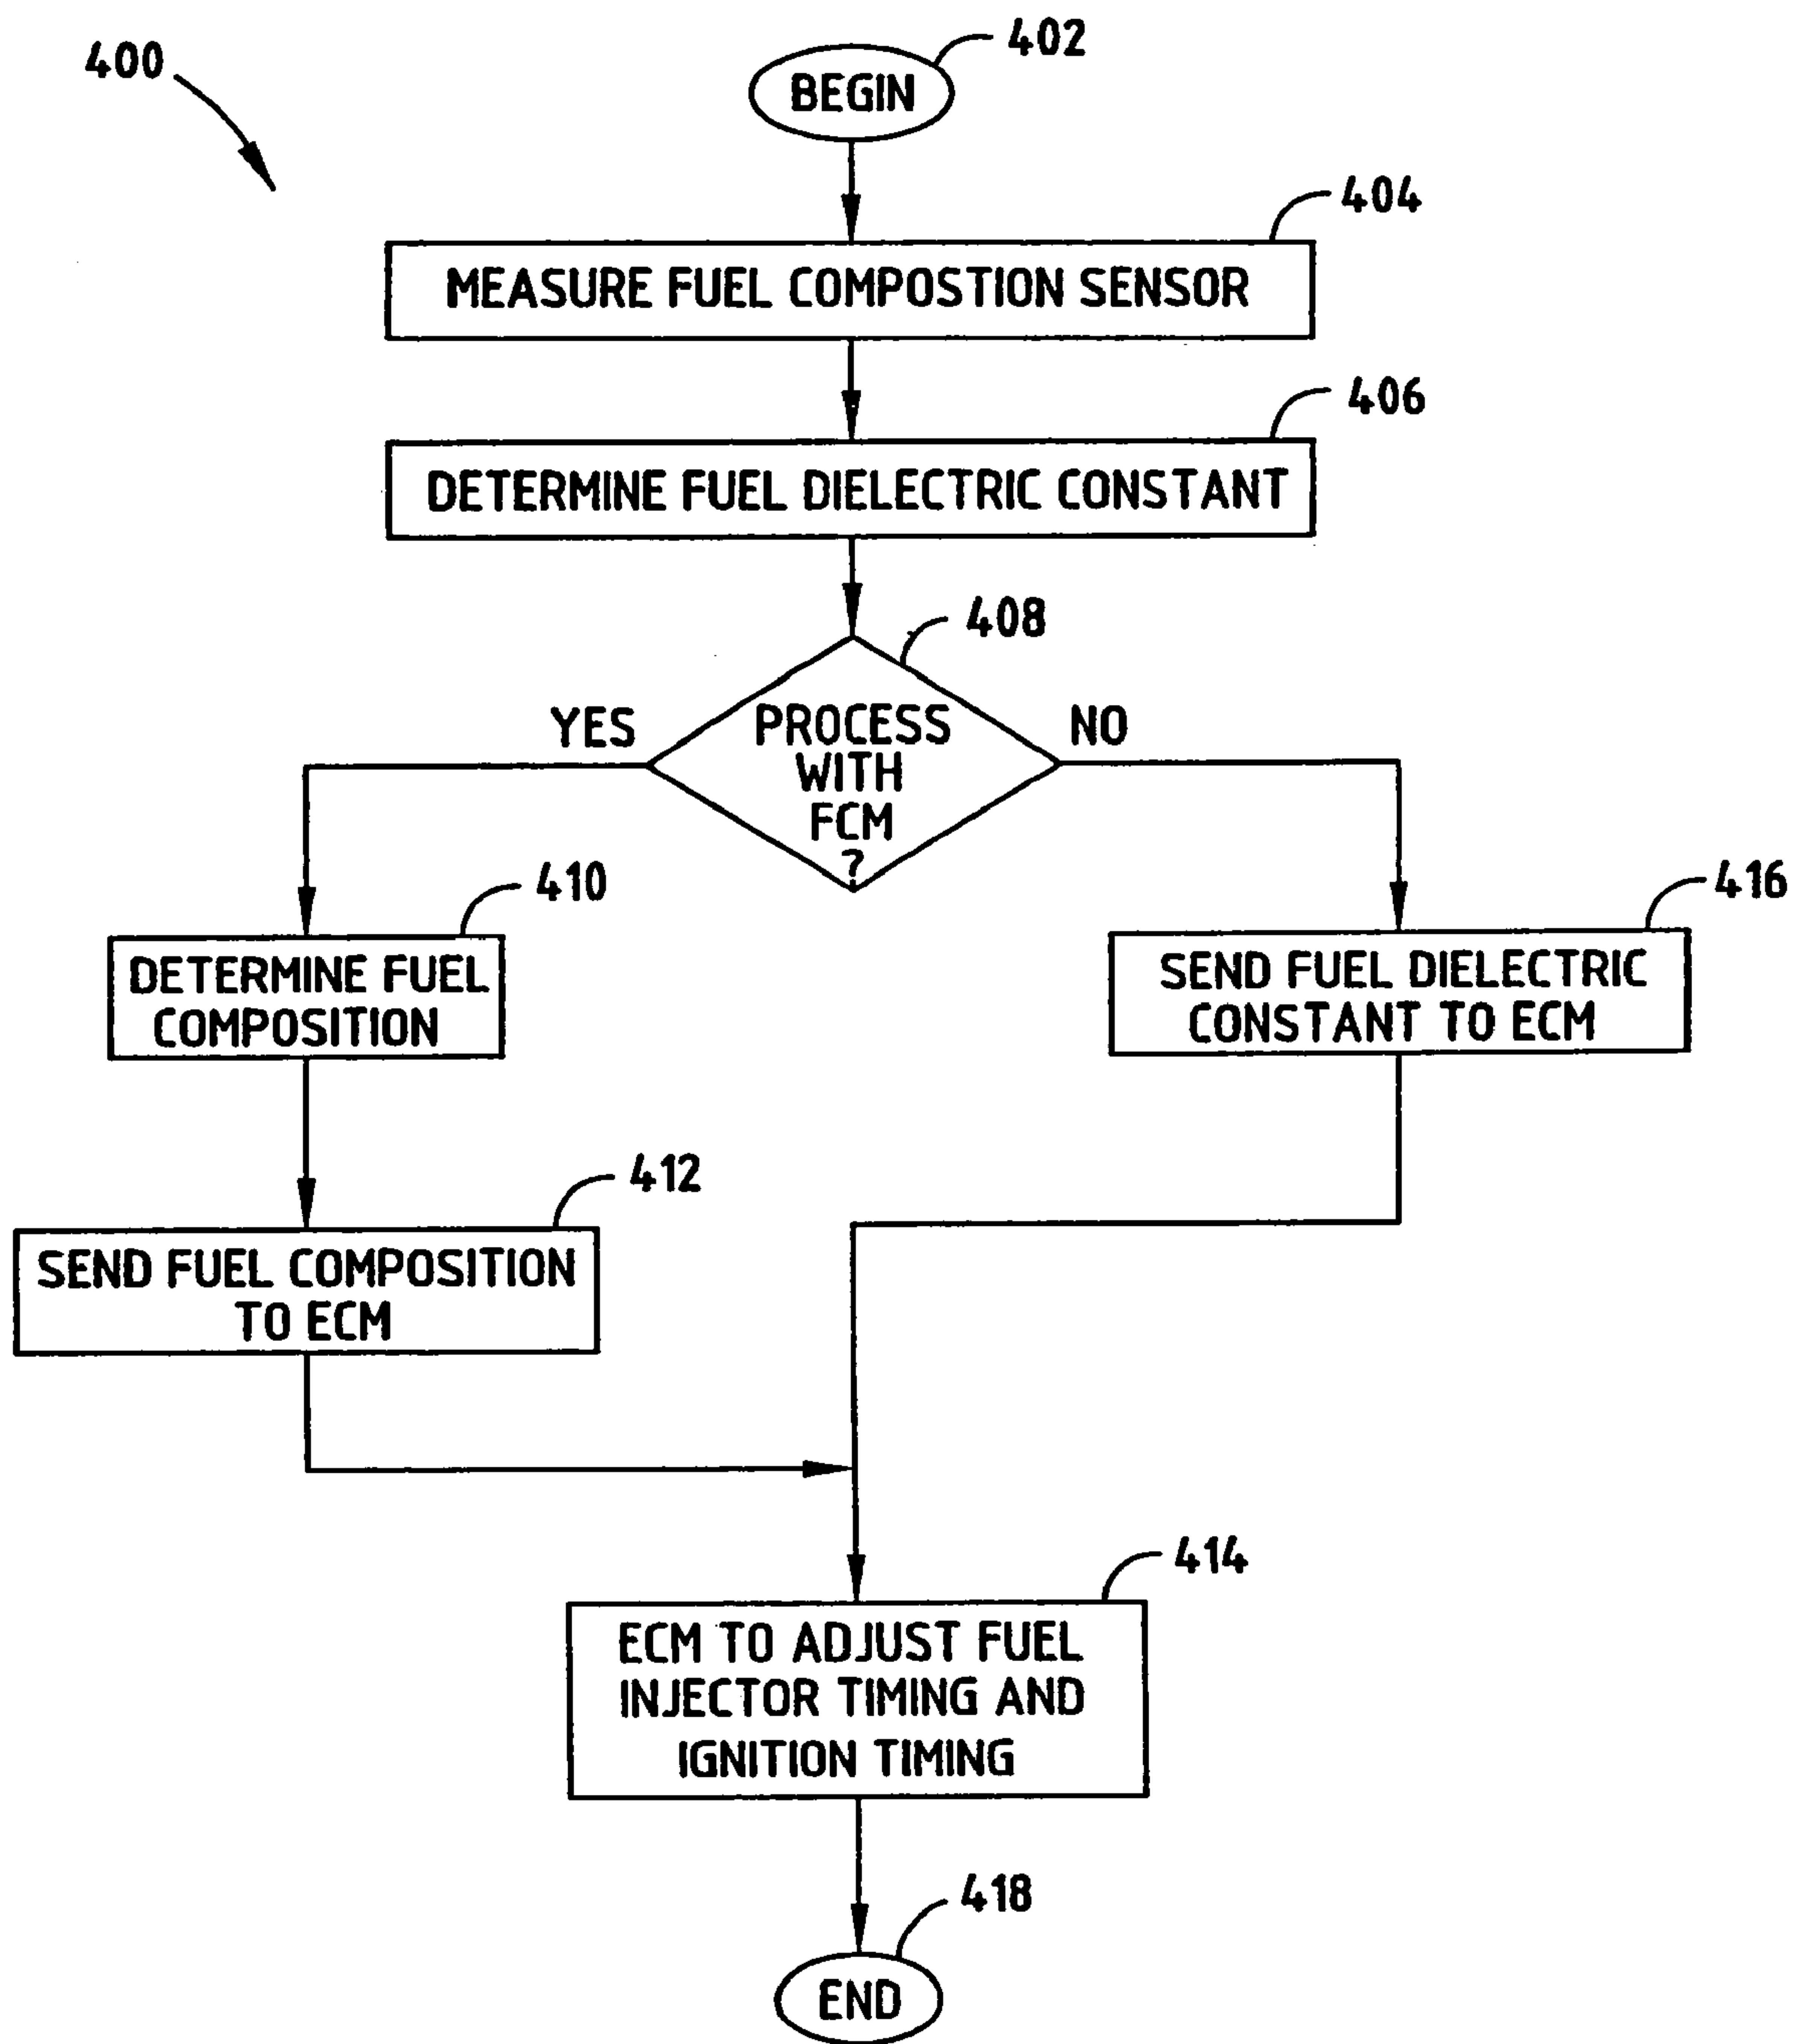 400
402
BEGIN
404
MEASURE FUEL COMPOSTION SENSOR
406
DETERMINE FUEL DIELECTRIC CONSTANT
408
YES
PROCESS
WITH
FCM
?
NO
410
DETERMINE FUEL
COMPOSITION
416
SEND FUEL DIELECTRIC
CONSTANT TO ECM
412
SEND FUEL COMPOSITION
TO ECM
414
ECM TO ADJUST FUEL
INJECTOR TIMING AND
IGNITION TIMING
418
END